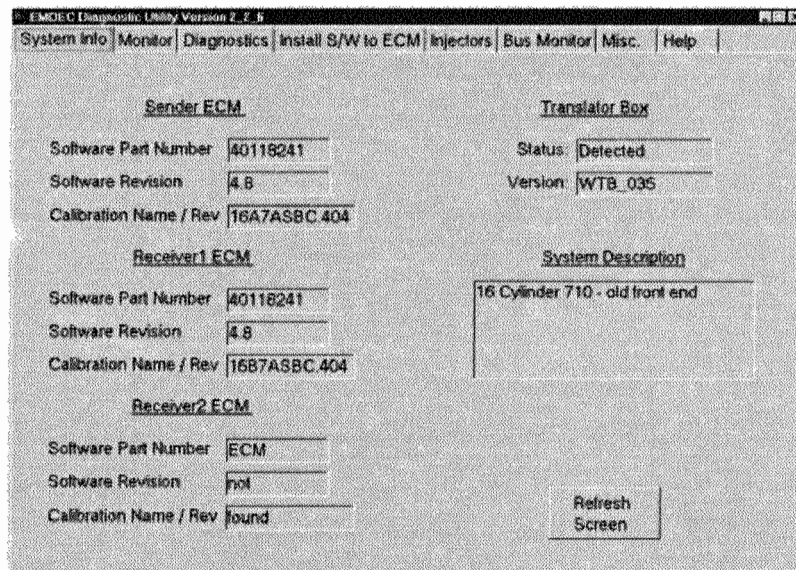 EMDEC Diagnostic Utility Version 2_2_6
System Info Monitor Diagnostics Install S/W to ECM Injectors Bus Monitor Misc. Help
Sender ECM
Software Part Number 40118241
Software Revision 4.8
Calibration Name / Rev 16A7ASBC.404
Receiver1 ECM
Software Part Number 40118241
Software Revision 4.8
Calibration Name / Rev 16B7ASBC.404
Receiver2 ECM
Software Part Number ECM
Software Revision not
Calibration Name / Rev found
Translator Box
Status: Detected
Version: WTB_035
System Description
16 Cylinder 710 - old front end
Refresh
Screen